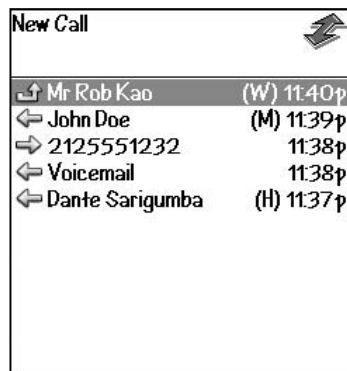 New Call
Mr Rob Kao (W) 11:40p
John Doe (M) 11:39p
2125551232 11:38p
Voicemail 11:38p
Dante Sarigumba (H) 11:37p